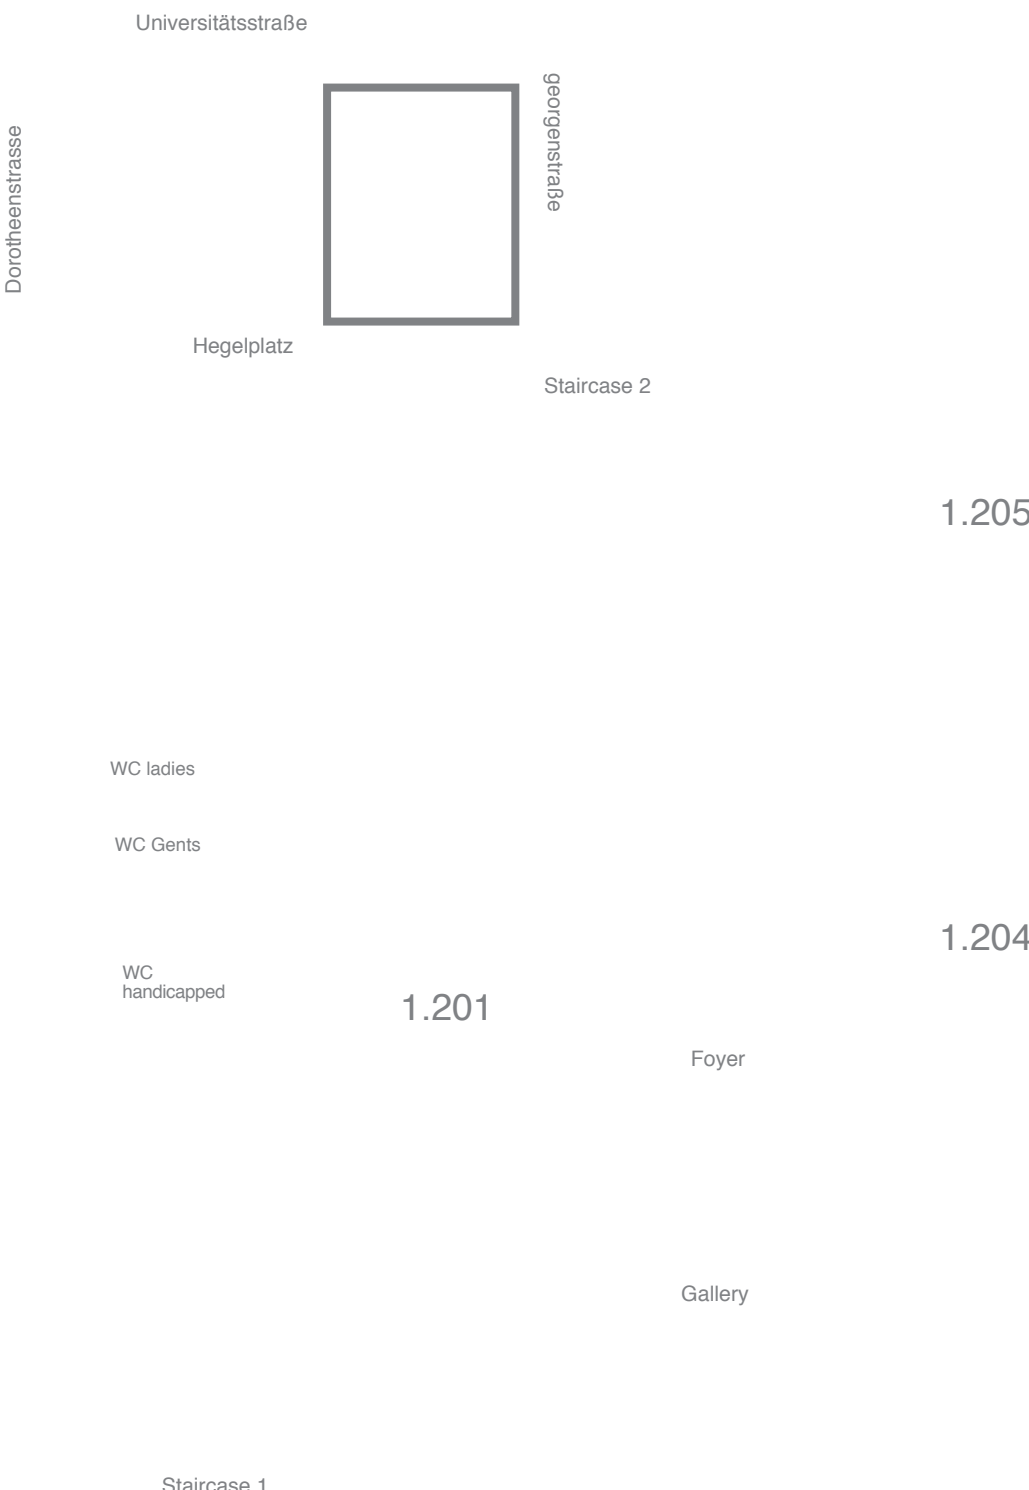 Universitätsstraße
georgenstraße
Dorotheenstrasse
Hegelplatz
Staircase 2
1.205
WC ladies
WC Gents
1.204
WC
handicapped
1.201
Foyer
Gallery
Staircase 1